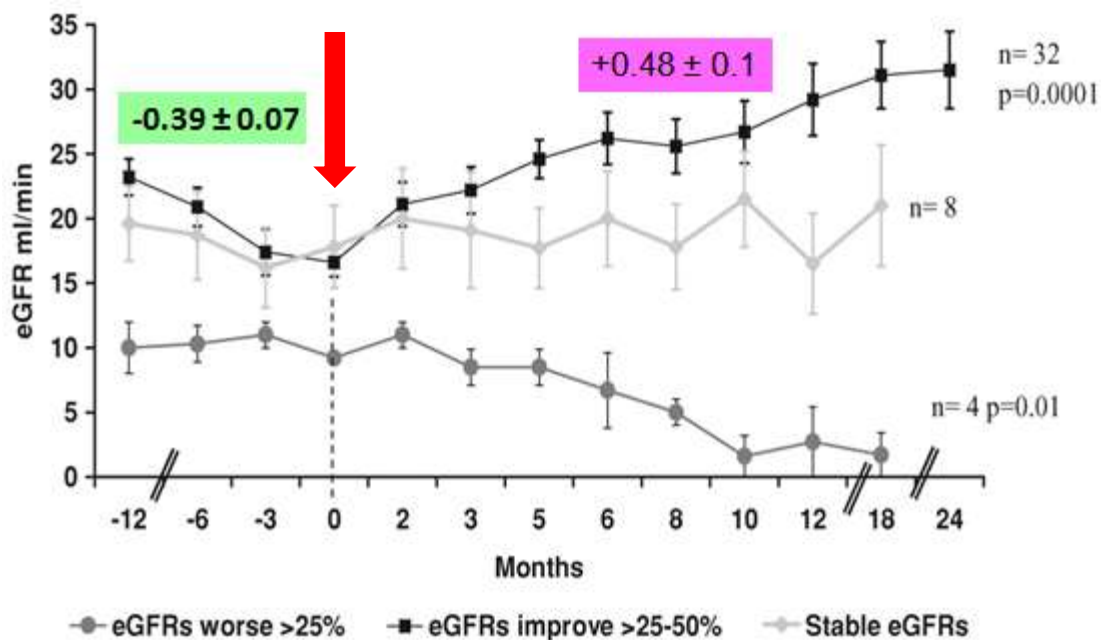 35
30
25
20
15
10
5
0
eGFR ml/min
-0.39 ± 0.07
+0.48 ± 0.1
n= 32
p=0.0001
n= 8
n= 4 p=0.01
-12 -6 -3 0 2 3 5 6 8 10 12 18 24
Months
eGFRs worse >25% eGFRs improve >25-50% Stable eGFRs